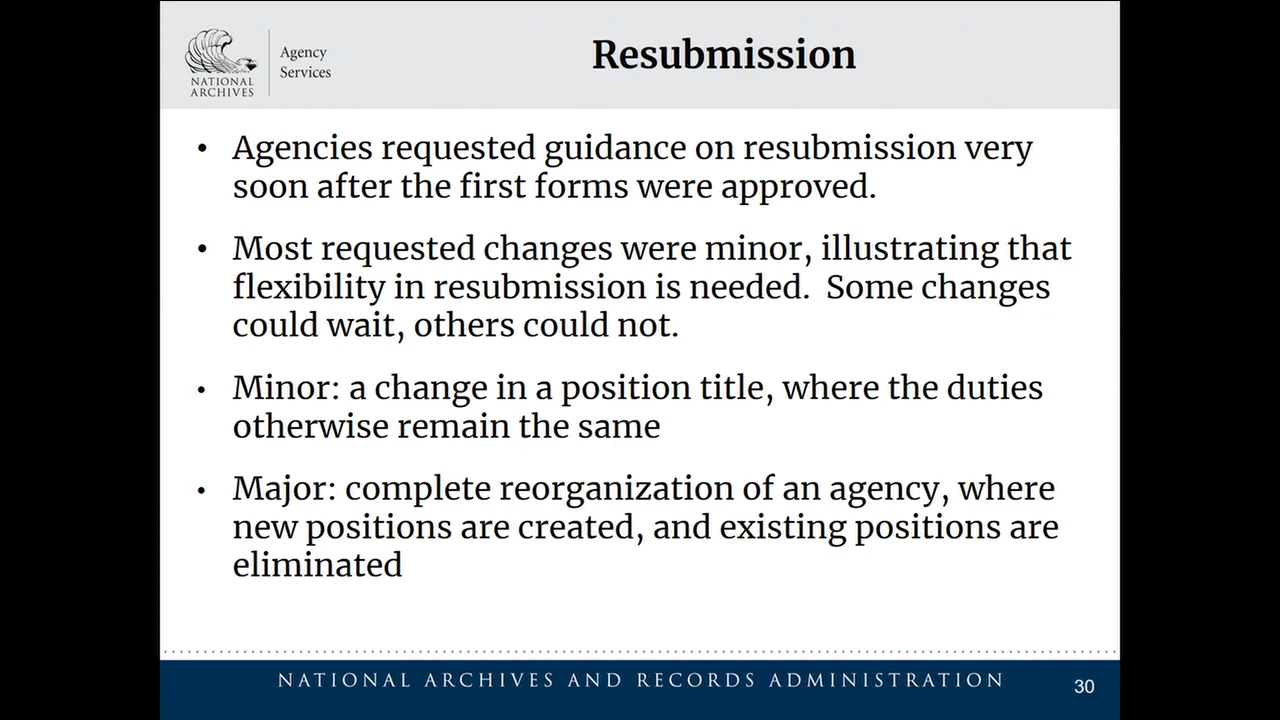 NATIONAL
ARCHIVES
Agency
Services
Resubmission
• Agencies requested guidance on resubmission very
soon after the first forms were approved.
• Most requested changes were minor, illustrating that
flexibility in resubmission is needed.  Some changes
could wait, others could not.
• Minor: a change in a position title, where the duties
otherwise remain the same
• Major: complete reorganization of an agency, where
new positions are created, and existing positions are
eliminated
NATIONAL ARCHIVES AND RECORDS ADMINISTRATION
30